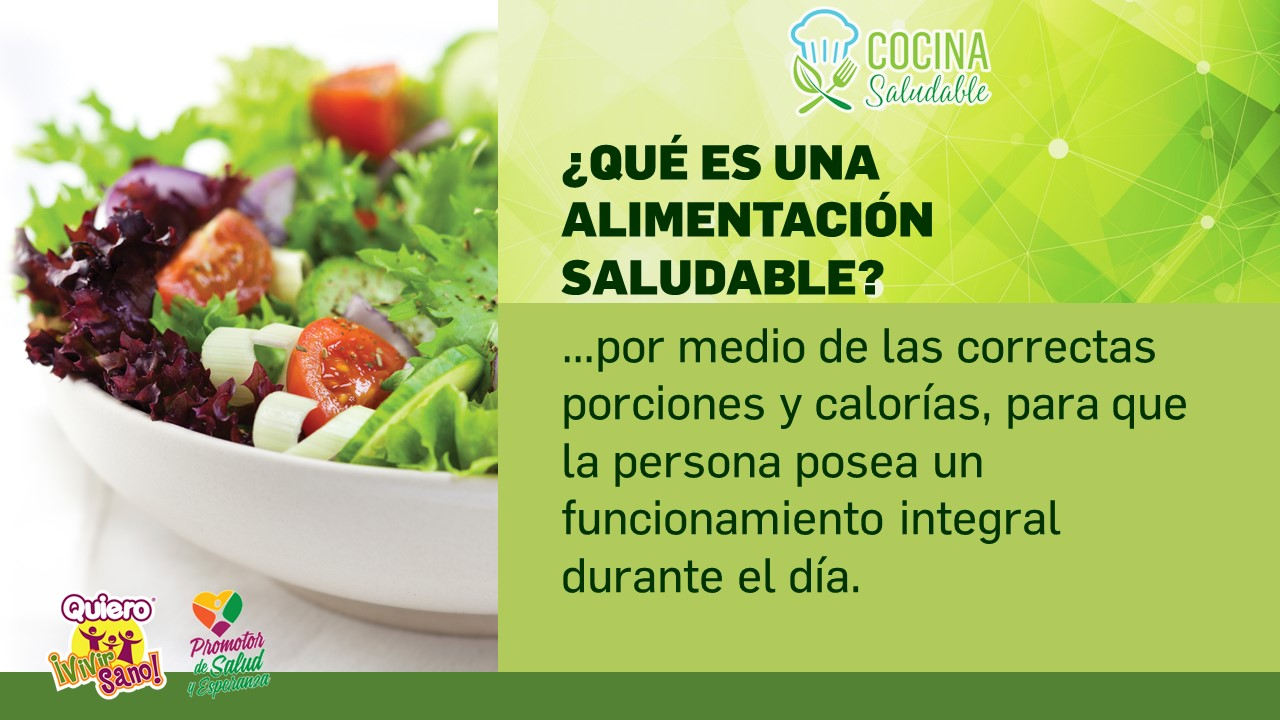 COCINA
Saludable
¿QUÉ ES UNA
ALIMENTACIÓN
SALUDABLE?
...por medio de las correctas
porciones y calorías, para que
la persona posea un
funcionamiento integral
durante el día.
Quiero
¡Vivir
Sano!
Promotor
de Salud
y Esperanza